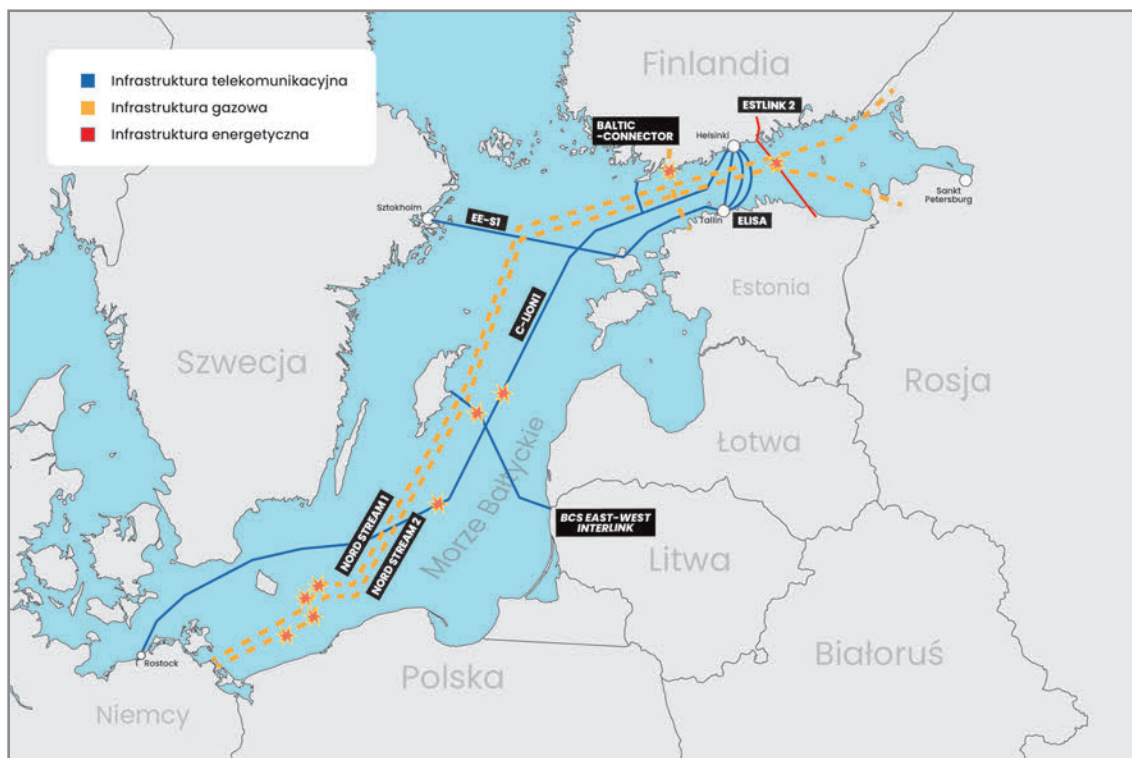 Infrastruktura telekomunikacyjna
Infrastruktura gazowa
Infrastruktura energetyczna
Finlandia
ESTLINK 2
BALTIC
-CONNECTOR
Helsinki
Sankt
Petersburg
Sztokholm
EE-S1
Tallin
ELISA
Estonia
C-LION1
Szwecja
Rosja
Łotwa
Morze Bałtyckie
NORD STREAM 1
NORD STREAM 2
BCS EAST-WEST
INTERLINK
Litwa
Rostock
Polska
Białoruś
Niemcy